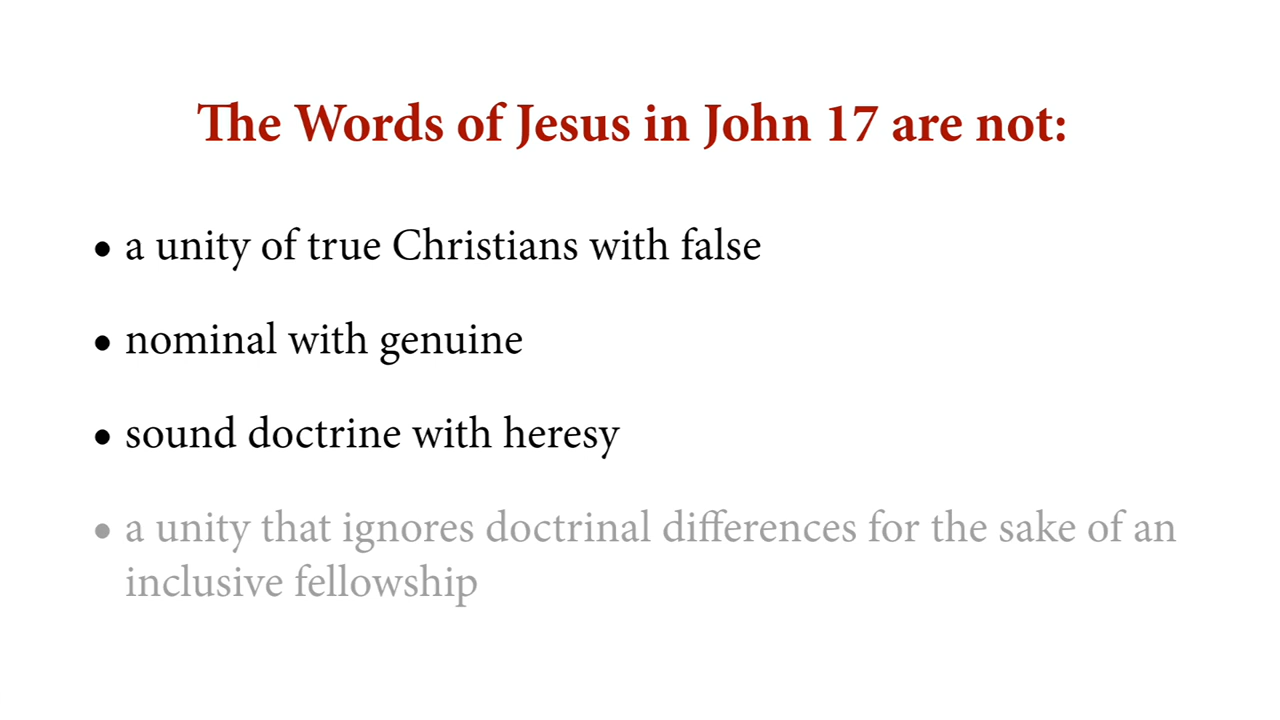 The Words of Jesus in John 17 are not:
• a unity of true Christians with false
• nominal with genuine
• sound doctrine with heresy
• a unity that ignores doctrinal differences for the sake of an
inclusive fellowship